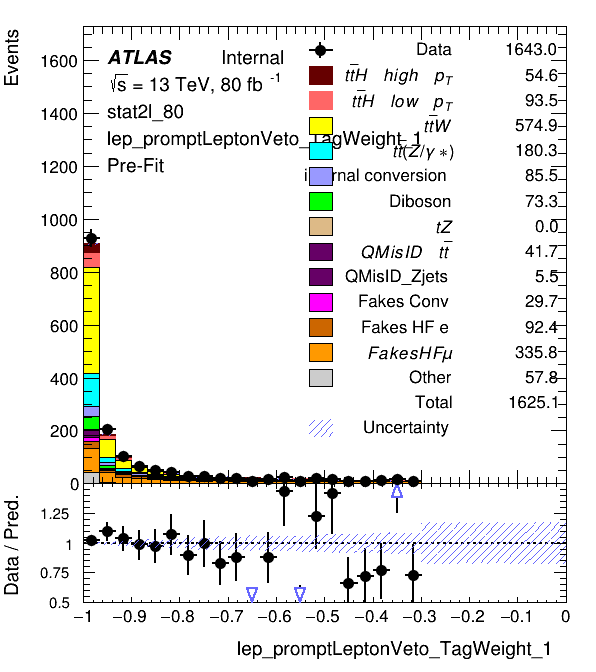 Events
1600
1400
1200
1000
800
600
400
200
0
ATLAS Internal
√s = 13 TeV, 80 fb⁻¹
stat2l_80
lep_promptLeptonVeto_TagWeight_1
Pre-Fit
Data 1643.0
tt̅H high p_T 54.6
tt̅H low p_T 93.5
tt̅W 574.9
tt̅(Z/γ*) 180.3
internal conversion 85.5
Diboson 73.3
tZ 0.0
QMisID tt̅ 41.7
QMisID_Zjets 5.5
Fakes Conv 29.7
Fakes HF e 92.4
FakesHFμ 335.8
Other 57.8
Total 1625.1
Uncertainty
Data / Pred.
1.25
1
0.75
0.5
−1 −0.9 −0.8 −0.7 −0.6 −0.5 −0.4 −0.3 −0.2 −0.1 0
lep_promptLeptonVeto_TagWeight_1